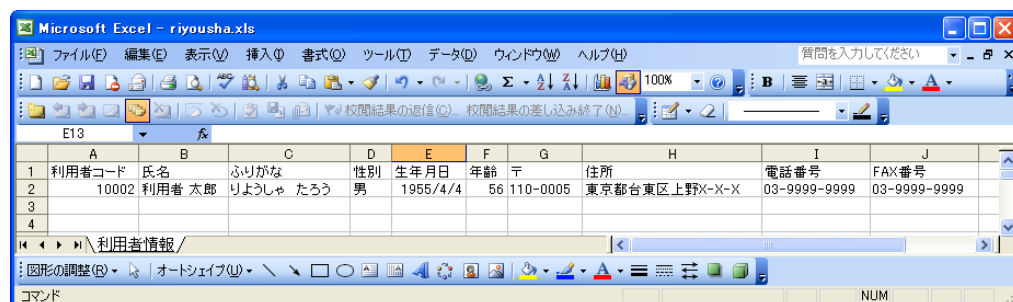 Microsoft Excel - riyousha.xls
ファイル(F) 編集(E) 表示(V) 挿入(I) 書式(O) ツール(T) データ(D) ウィンドウ(W) ヘルプ(H) 質問を入力してください
100% B A
校閲結果の返信(C)... 校閲結果の差し込み終了(N)...
E13 fx
A B C D E F G H I J
1 利用者コード 氏名 ふりがな 性別 生年月日 年齢 〒 住所 電話番号 FAX番号
2 10002 利用者 太郎 りようしゃ たろう 男 1955/4/4 56 110-0005 東京都台東区上野X-X-X 03-9999-9999 03-9999-9999
3
4
利用者情報
図形の調整(R) オートシェイプ(U) A
コマンド NUM